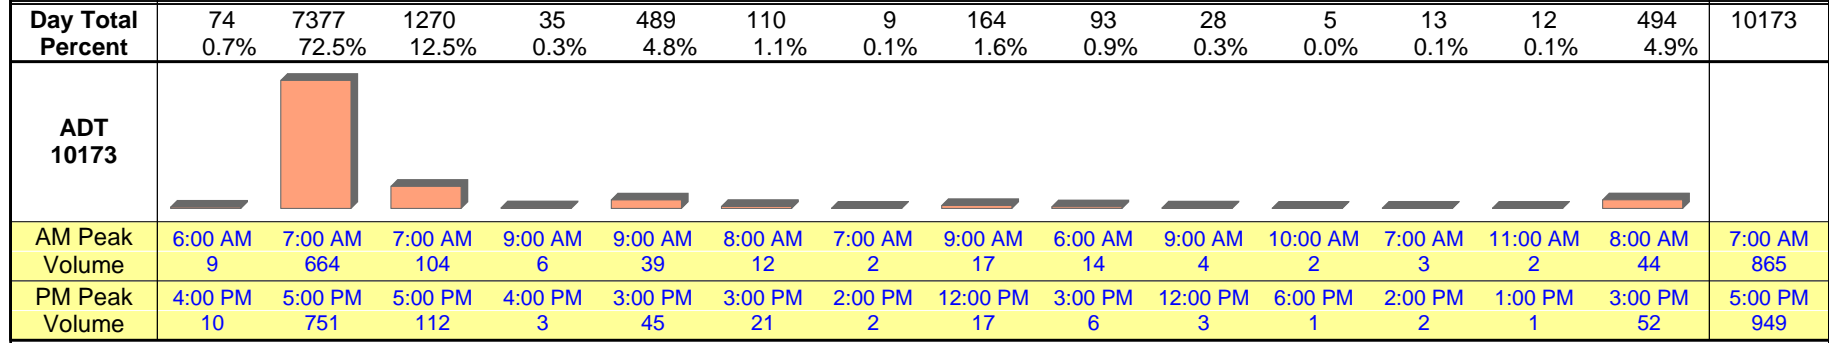 Day Total 74 7377 1270 35 489 110 9 164 93 28 5 13 12 494 10173
Percent 0.7% 72.5% 12.5% 0.3% 4.8% 1.1% 0.1% 1.6% 0.9% 0.3% 0.0% 0.1% 0.1% 4.9%
ADT
10173
AM Peak 6:00 AM 7:00 AM 7:00 AM 9:00 AM 9:00 AM 8:00 AM 7:00 AM 9:00 AM 6:00 AM 9:00 AM 10:00 AM 7:00 AM 11:00 AM 8:00 AM 7:00 AM
Volume 9 664 104 6 39 12 2 17 14 4 2 3 2 44 865
PM Peak 4:00 PM 5:00 PM 5:00 PM 4:00 PM 3:00 PM 3:00 PM 2:00 PM 12:00 PM 3:00 PM 12:00 PM 6:00 PM 2:00 PM 1:00 PM 3:00 PM 5:00 PM
Volume 10 751 112 3 45 21 2 17 6 3 1 2 1 52 949